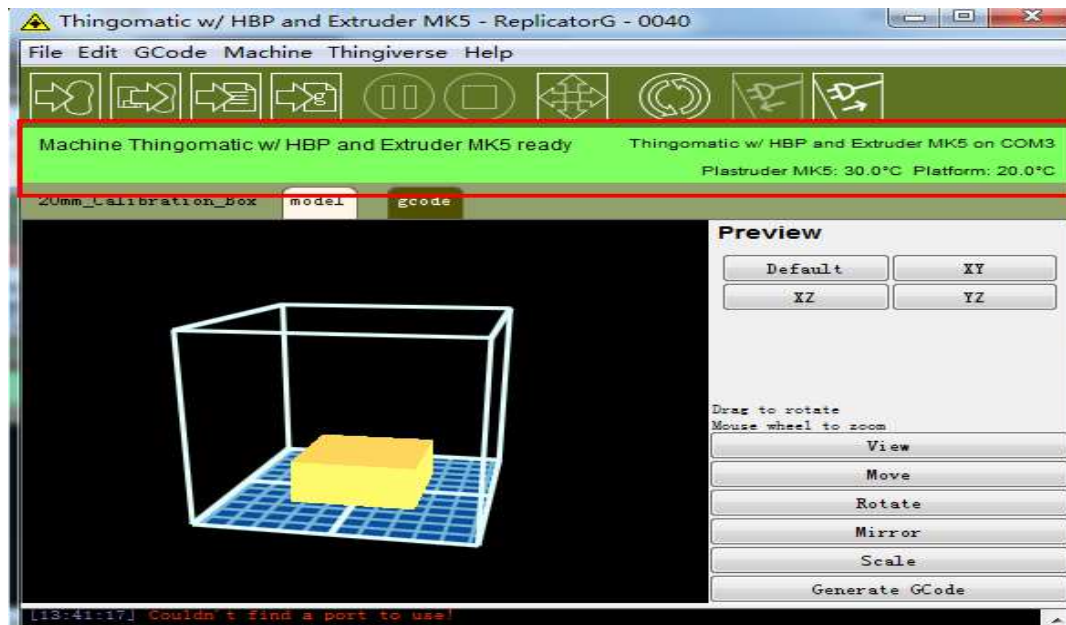 Thingomatic w/ HBP and Extruder MK5 - ReplicatorG - 0040
File Edit GCode Machine Thingiverse Help
Machine Thingomatic w/ HBP and Extruder MK5 ready
Thingomatic w/ HBP and Extruder MK5 on COM3
Plastruder MK5: 30.0°C Platform: 20.0°C
20mm_Calibration_Box model gcode
Preview
Default XY
XZ YZ
Drag to rotate
Mouse wheel to zoom
View
Move
Rotate
Mirror
Scale
Generate GCode
[13:41:17] Couldn't find a port to use!